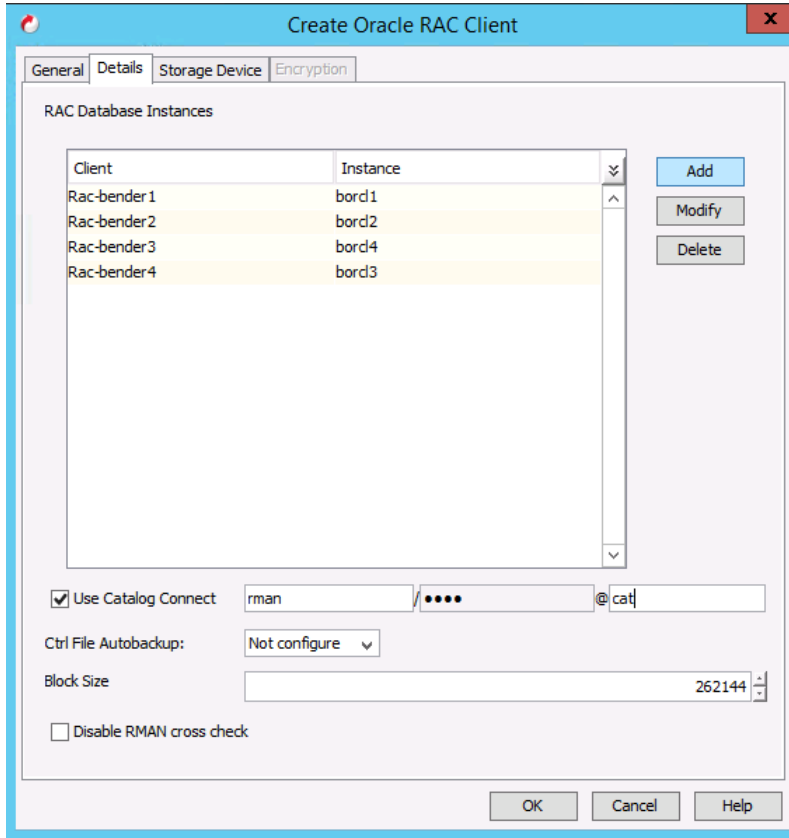 Create Oracle RAC Client
x
General Details Storage Device Encryption
RAC Database Instances
Client Instance
Add
Rac-bender1 borcl1
Modify
Rac-bender2 borcl2
Rac-bender3 borcl4
Delete
Rac-bender4 borcl3
Use Catalog Connect rman /•••• @ cat
Ctrl File Autobackup: Not configure
Block Size 262144
Disable RMAN cross check
OK Cancel Help